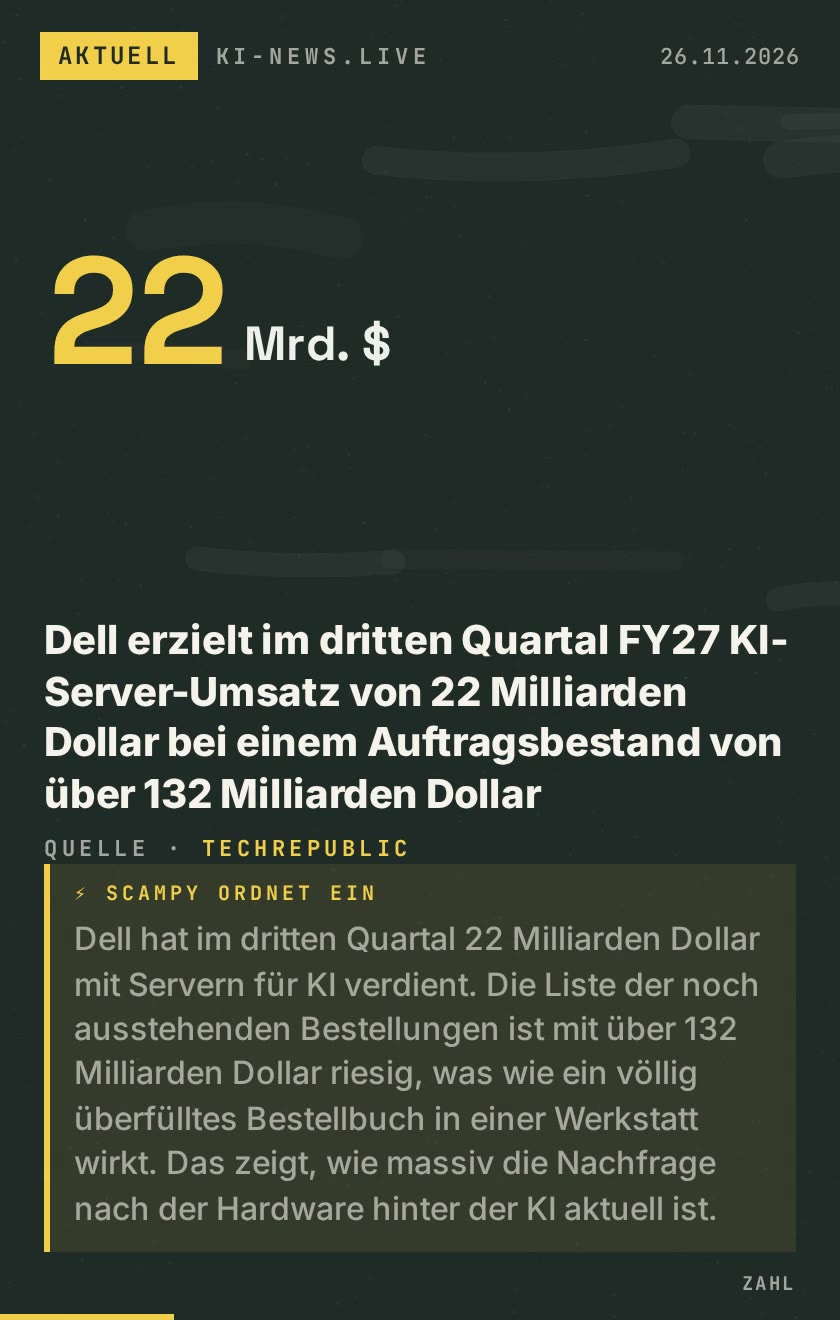 AKTUELL KI-NEWS.LIVE 26.11.2026
22 Mrd. $
Dell erzielt im dritten Quartal FY27 KI-
Server-Umsatz von 22 Milliarden
Dollar bei einem Auftragsbestand von
über 132 Milliarden Dollar
QUELLE · TECHREPUBLIC
⚡ SCAMPY ORDNET EIN
Dell hat im dritten Quartal 22 Milliarden Dollar
mit Servern für KI verdient. Die Liste der noch
ausstehenden Bestellungen ist mit über 132
Milliarden Dollar riesig, was wie ein völlig
überfülltes Bestellbuch in einer Werkstatt
wirkt. Das zeigt, wie massiv die Nachfrage
nach der Hardware hinter der KI aktuell ist.
ZAHL